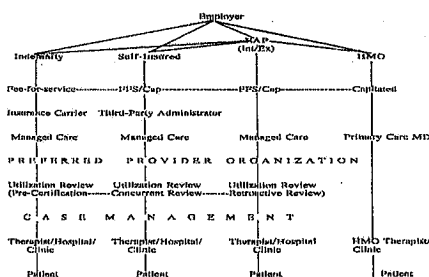 Employer
EAP
(Int/Ex)
Indemnity Self-Insured HMO
Fee-for-service PPS/Cap PPS/Cap Capitated
Insurance Carrier Third-Party Administrator
Managed Care Managed Care Managed Care Primary Care MD
PREFERRED PROVIDER ORGANIZATION
Utilization Review Utilization Review Utilization Review
(Pre-Certification Concurrent Review Retroactive Review)
CASE MANAGEMENT
Therapist/Hospital/ Therapist/Hospital/ Therapist/Hospital HMO Therapist/
Clinic Clinic Clinic Clinic
Patient Patient Patient Patient